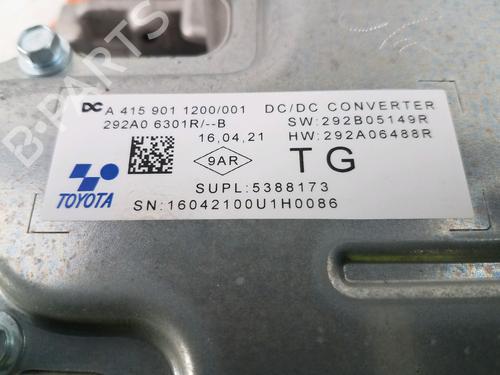 DC A 415 901 1200/001 DC/DC CONVERTER
292A0 6301R/--B SW:292B05149R
16,04,21 HW:292A06488R
9AR TG
TOYOTA
SUPL:5388173
SN:16042100U1H0086
B-PARTS